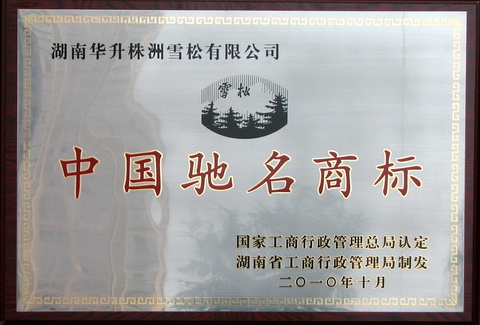 湖南华升株洲雪松有限公司
雪松
中国驰名商标
国家工商行政管理总局认定
湖南省工商行政管理局制发
二〇一〇年十月